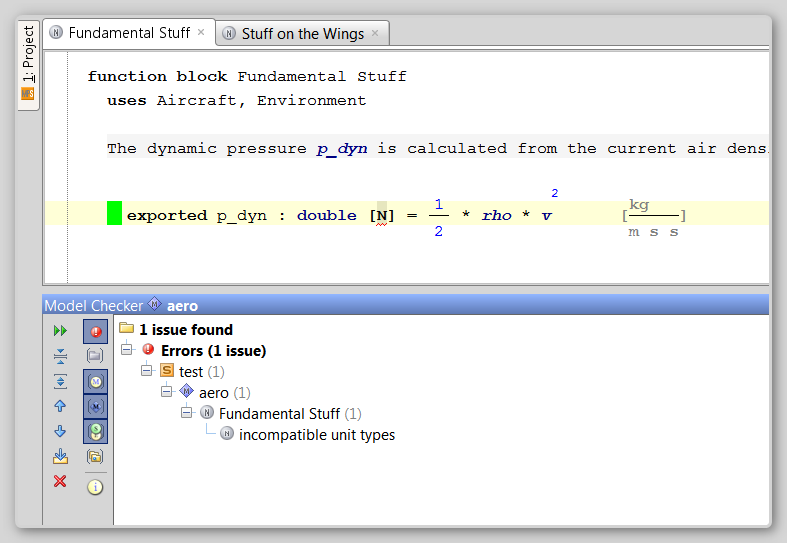 1: Project
Fundamental Stuff ×
Stuff on the Wings ×
function block Fundamental Stuff
uses Aircraft, Environment
The dynamic pressure p_dyn is calculated from the current air dens
exported p_dyn : double [N] = 1/2 * rho * v^2 [kg/m s s]
Model Checker M aero
1 issue found
Errors (1 issue)
S test (1)
M aero (1)
N Fundamental Stuff (1)
N incompatible unit types